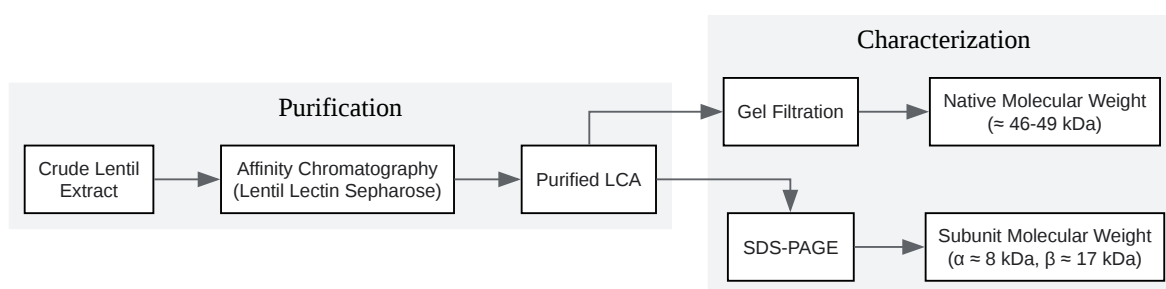 Purification
Crude Lentil
Extract
Affinity Chromatography
(Lentil Lectin Sepharose)
Purified LCA
Characterization
Gel Filtration
Native Molecular Weight
(≈ 46-49 kDa)
SDS-PAGE
Subunit Molecular Weight
(α ≈ 8 kDa, β ≈ 17 kDa)